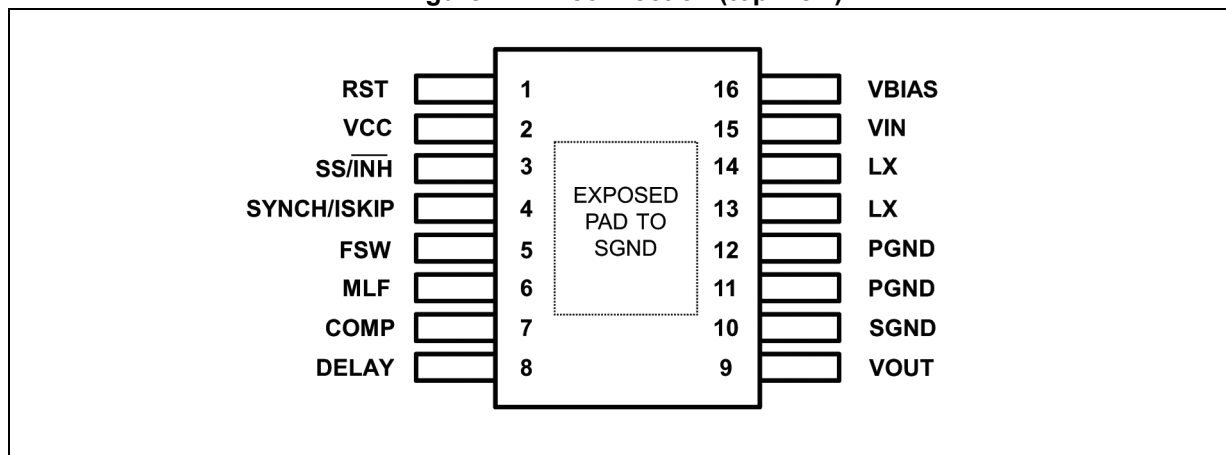 RST 1 16 VBIAS
VCC 2 15 VIN
SS/INH 3 14 LX
SYNCH/ISKIP 4 EXPOSED PAD TO SGND 13 LX
FSW 5 12 PGND
MLF 6 11 PGND
COMP 7 10 SGND
DELAY 8 9 VOUT